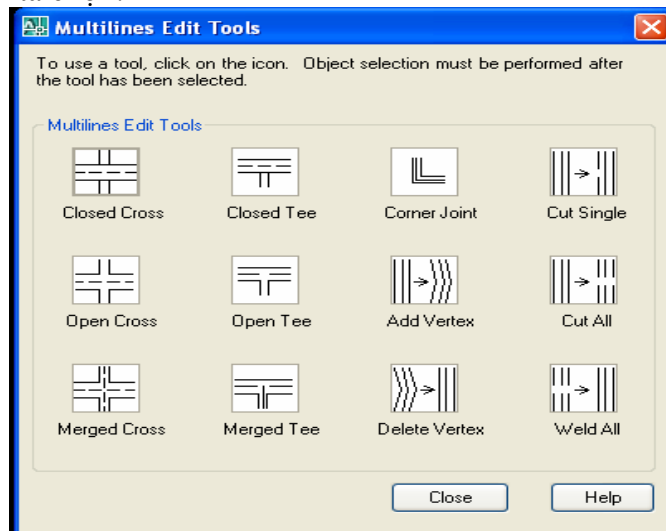 Multilines Edit Tools
To use a tool, click on the icon. Object selection must be performed after
the tool has been selected.
Multilines Edit Tools
Closed Cross Closed Tee Corner Joint Cut Single
Open Cross Open Tee Add Vertex Cut All
Merged Cross Merged Tee Delete Vertex Weld All
Close Help